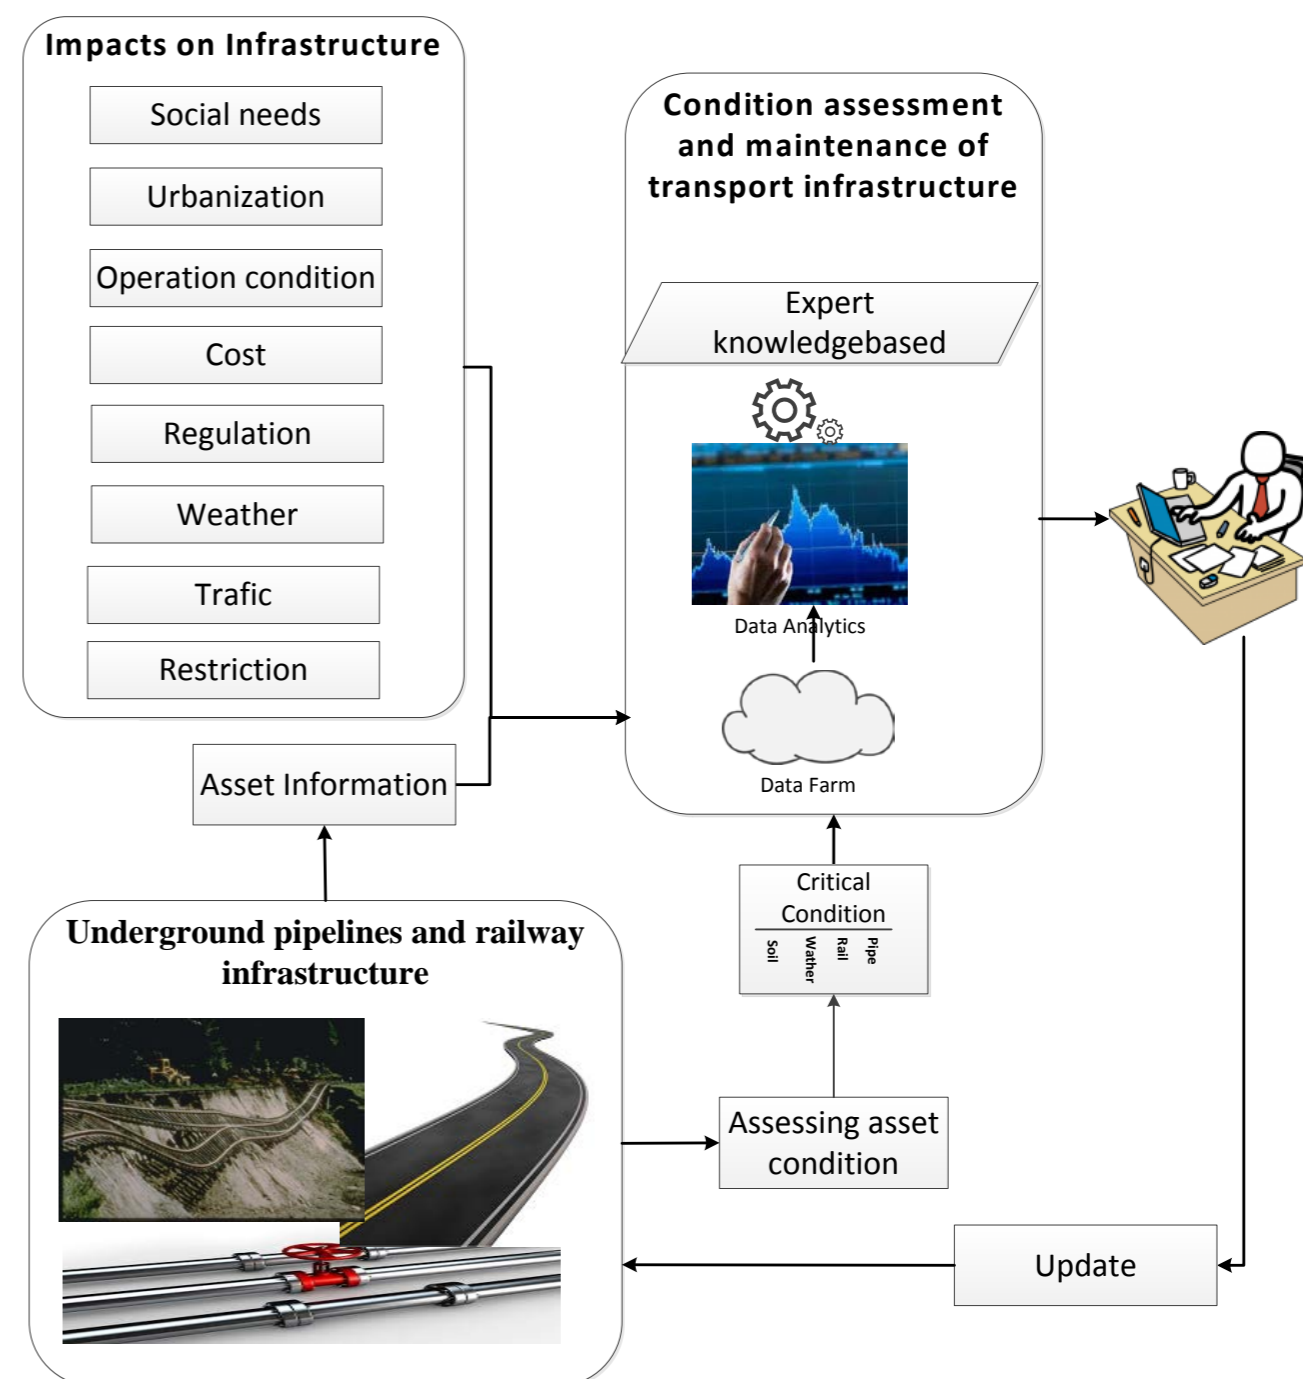 Impacts on Infrastructure
Social needs
Urbanization
Operation condition
Cost
Regulation
Weather
Trafic
Restriction
Asset Information
Condition assessment
and maintenance of
transport infrastructure
Expert
knowledgebased
Data Analytics
Data Farm
Critical
Condition
Soil
Wather
Rail
Pipe
Underground pipelines and railway
infrastructure
Assessing asset
condition
Update